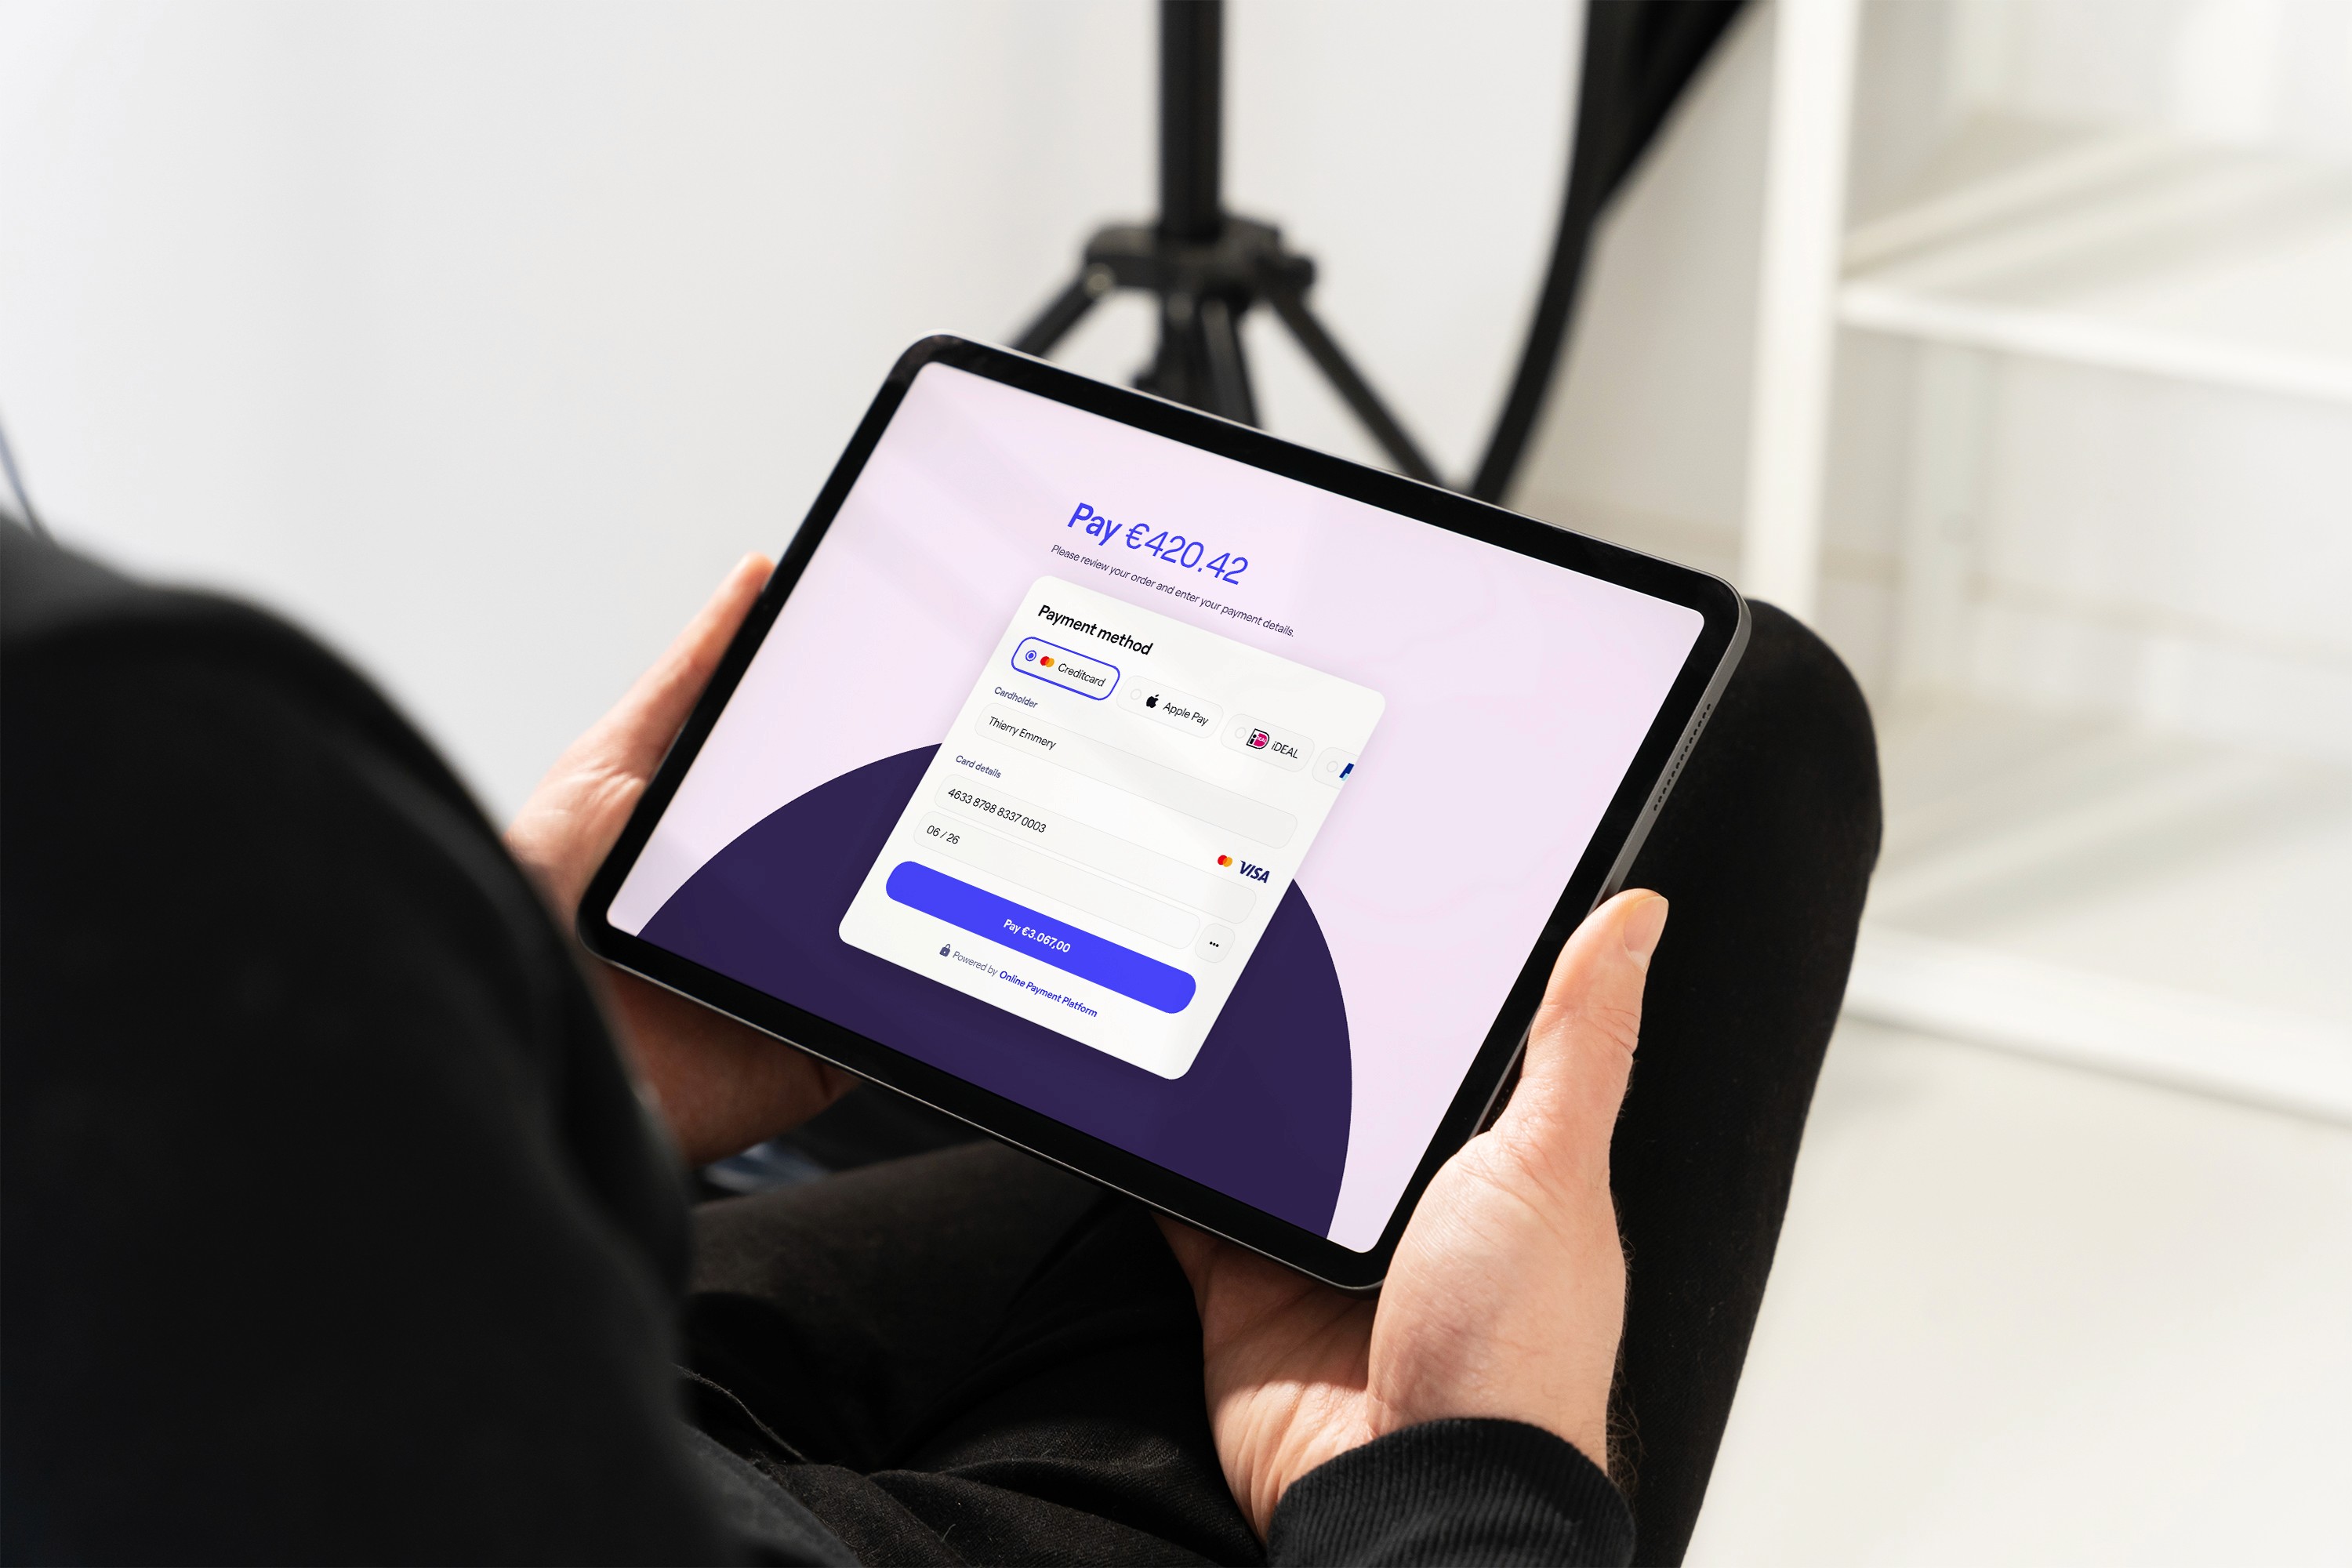 Pay €420.42
Please review your order and enter your payment details.
Payment method
Creditcard
Apple Pay
iDEAL
Cardholder
Thierry Emmery
Card details
4633 8798 8337 0003
VISA
06 / 26
Pay €3.067,00
Powered by Online Payment Platform